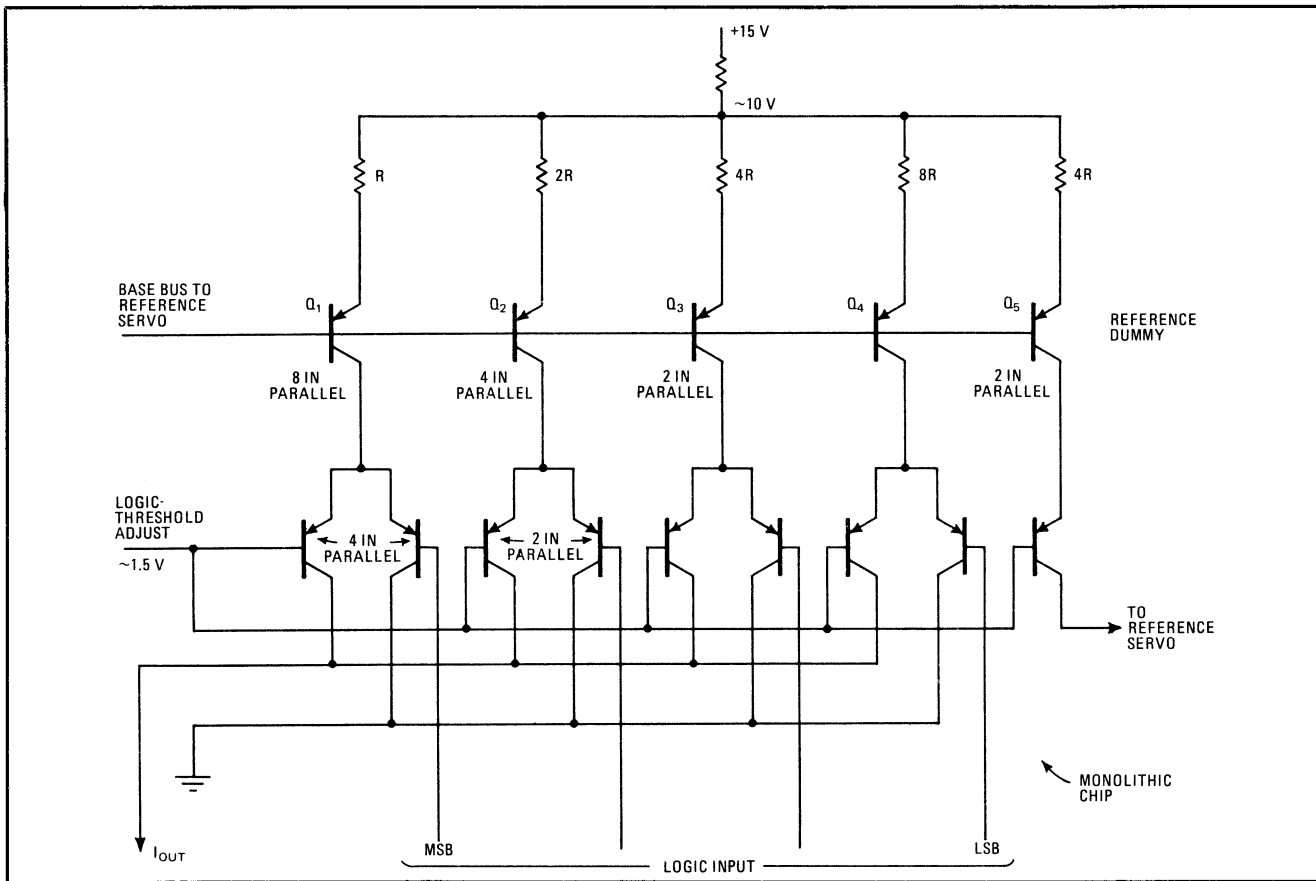 +15 V
~10 V
R
2R
4R
8R
4R
BASE BUS TO
REFERENCE
SERVO
Q1
Q2
Q3
Q4
Q5
REFERENCE
DUMMY
8 IN
PARALLEL
4 IN
PARALLEL
2 IN
PARALLEL
2 IN
PARALLEL
LOGIC-
THRESHOLD
ADJUST
~1.5 V
4 IN
PARALLEL
2 IN
PARALLEL
TO
REFERENCE
SERVO
MONOLITHIC
CHIP
IOUT
MSB
LSB
LOGIC INPUT